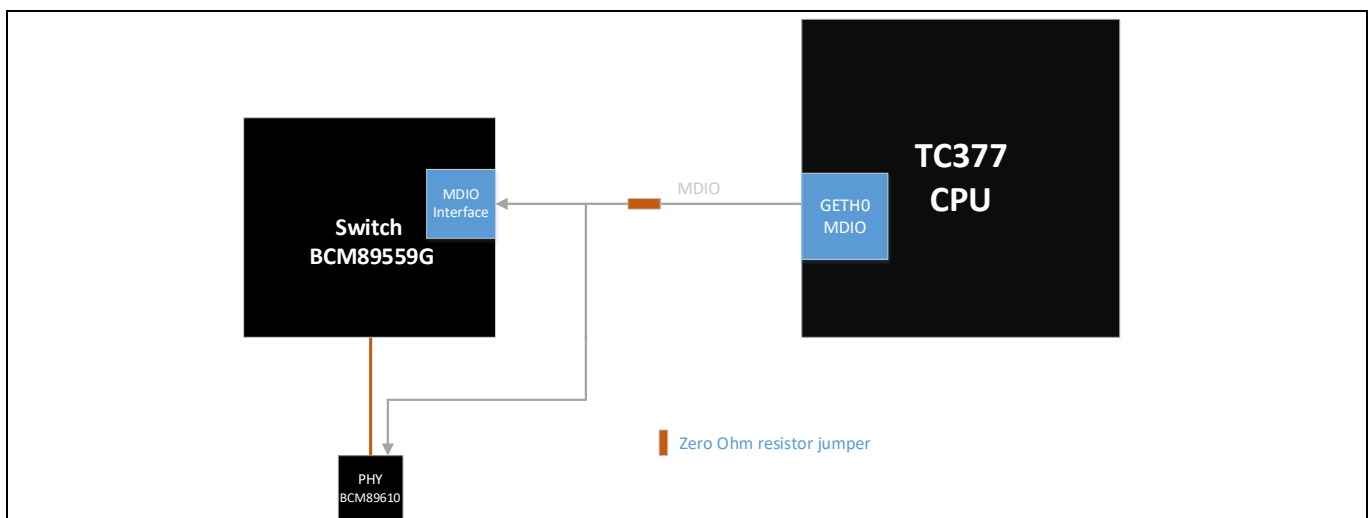 TC377
CPU
MDIO
GETH0
MDIO
MDIO
Interface
Switch
BCM89559G
Zero Ohm resistor jumper
PHY
BCM89610